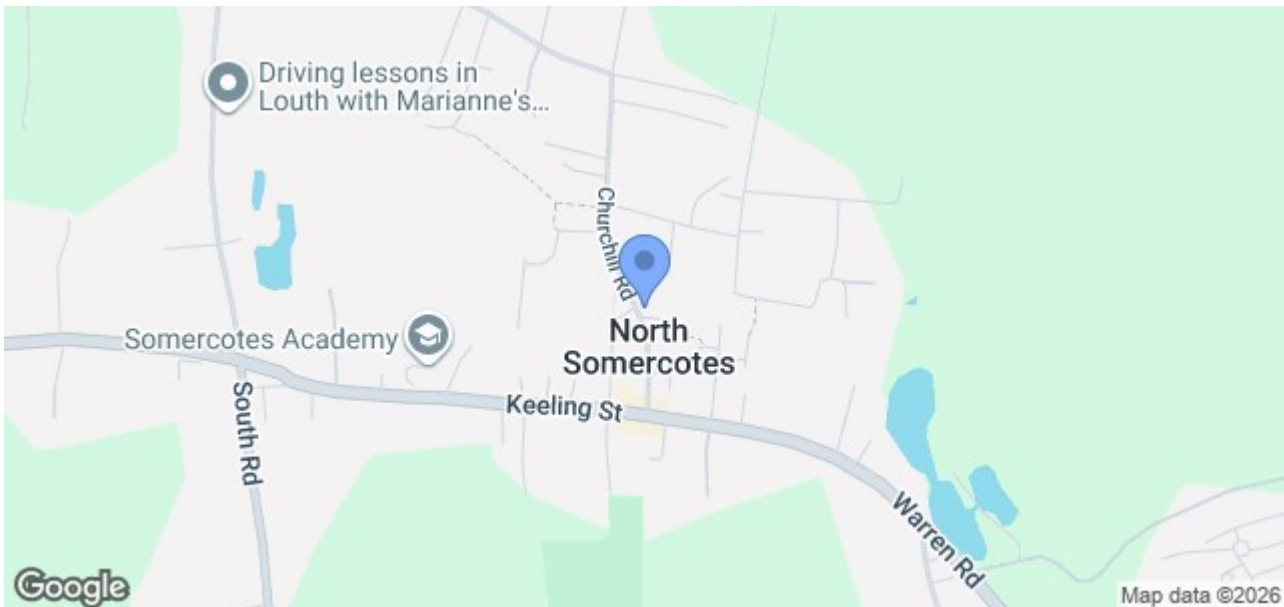 Driving lessons in
Louth with Marianne's...
Churchill Rd
North
Somercotes
Somercotes Academy
Keeling St
South Rd
Warren Rd
Google
Map data ©2026